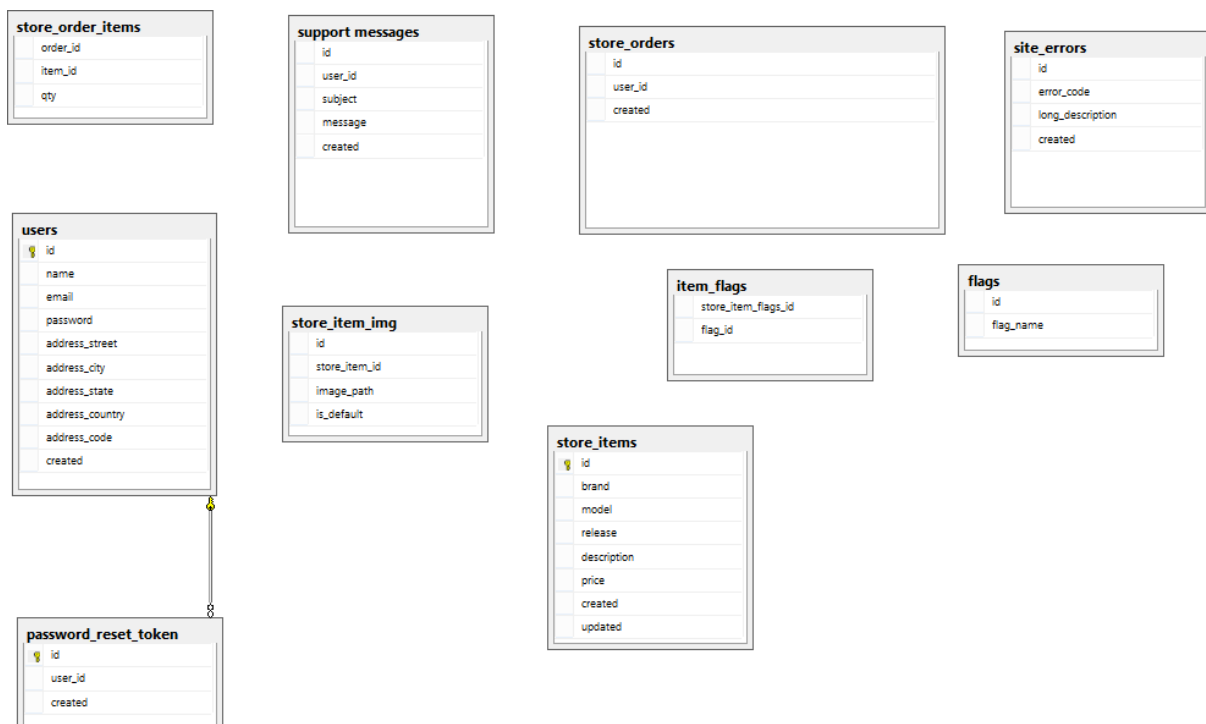 store_order_items
order_id
item_id
qty
support messages
id
user_id
subject
message
created
store_orders
id
user_id
created
site_errors
id
error_code
long_description
created
users
id
name
email
password
address_street
address_city
address_state
address_country
address_code
created
store_item_img
id
store_item_id
image_path
is_default
item_flags
store_item_flags_id
flag_id
flags
id
flag_name
store_items
id
brand
model
release
description
price
created
updated
password_reset_token
id
user_id
created